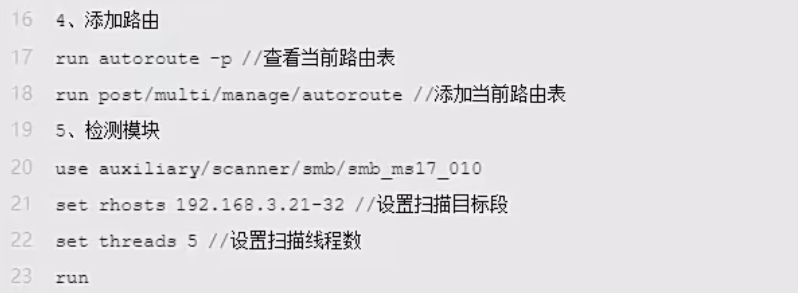 16 4、添加路由
17 run autoroute -p //查看当前路由表
18 run post/multi/manage/autoroute //添加当前路由表
19 5、检测模块
20 use auxiliary/scanner/smb/smb_ms17_010
21 set rhosts 192.168.3.21-32 //设置扫描目标段
22 set threads 5 //设置扫描线程数
23 run